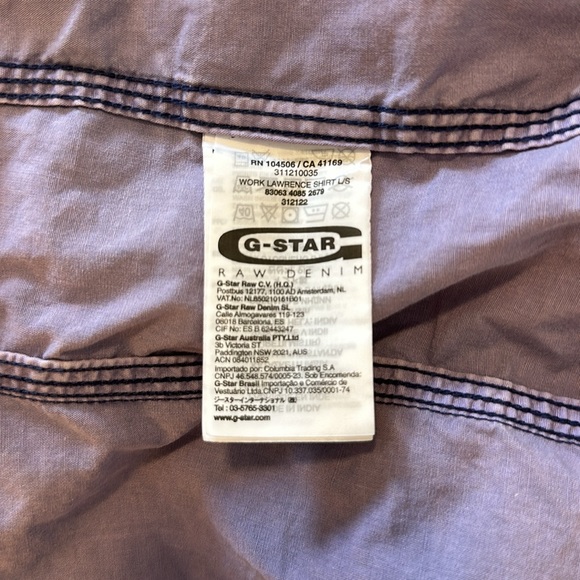 RN 104506 / CA 41169
311210035
WORK LAWRENCE SHIRT L/S
83063 4085 2679
312122
G-STAR
RAW DENIM
G-Star Raw C.V. (H.Q.)
Postbus 12177, 1100 AD Amsterdam, NL
VAT.No: NL850210161B01
G-Star Raw Denim SL
Calle Almogavares 119-123
08018 Barcelona, ES
CIF No: ES B 62443247
G-Star Australia PTY.Ltd
3b Victoria ST.
Paddington NSW 2021, AUS
ACN 084011852
Importado por: Columbia Trading S.A
CNPJ 46.548.574/0005-23. Sob Encomenda:
G-Star Brasil Importação e Comércio de
Vestuário Ltda.CNPJ 10.337.035/0001-74
ジースターインターナショナル (株)
Tel : 03-5765-3301
www.g-star.com